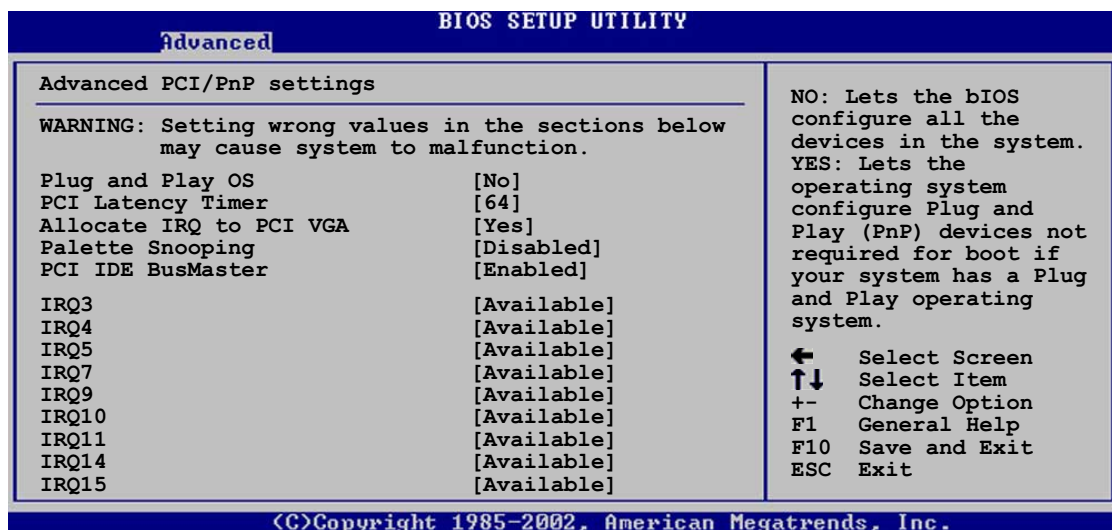 BIOS SETUP UTILITY
Advanced
Advanced PCI/PnP settings
WARNING: Setting wrong values in the sections below
may cause system to malfunction.
Plug and Play OS [No]
PCI Latency Timer [64]
Allocate IRQ to PCI VGA [Yes]
Palette Snooping [Disabled]
PCI IDE BusMaster [Enabled]
IRQ3 [Available]
IRQ4 [Available]
IRQ5 [Available]
IRQ7 [Available]
IRQ9 [Available]
IRQ10 [Available]
IRQ11 [Available]
IRQ14 [Available]
IRQ15 [Available]
NO: Lets the bIOS
configure all the
devices in the system.
YES: Lets the
operating system
configure Plug and
Play (PnP) devices not
required for boot if
your system has a Plug
and Play operating
system.
← Select Screen
↑↓ Select Item
+- Change Option
F1 General Help
F10 Save and Exit
ESC Exit
(C)Copyright 1985-2002, American Megatrends, Inc.